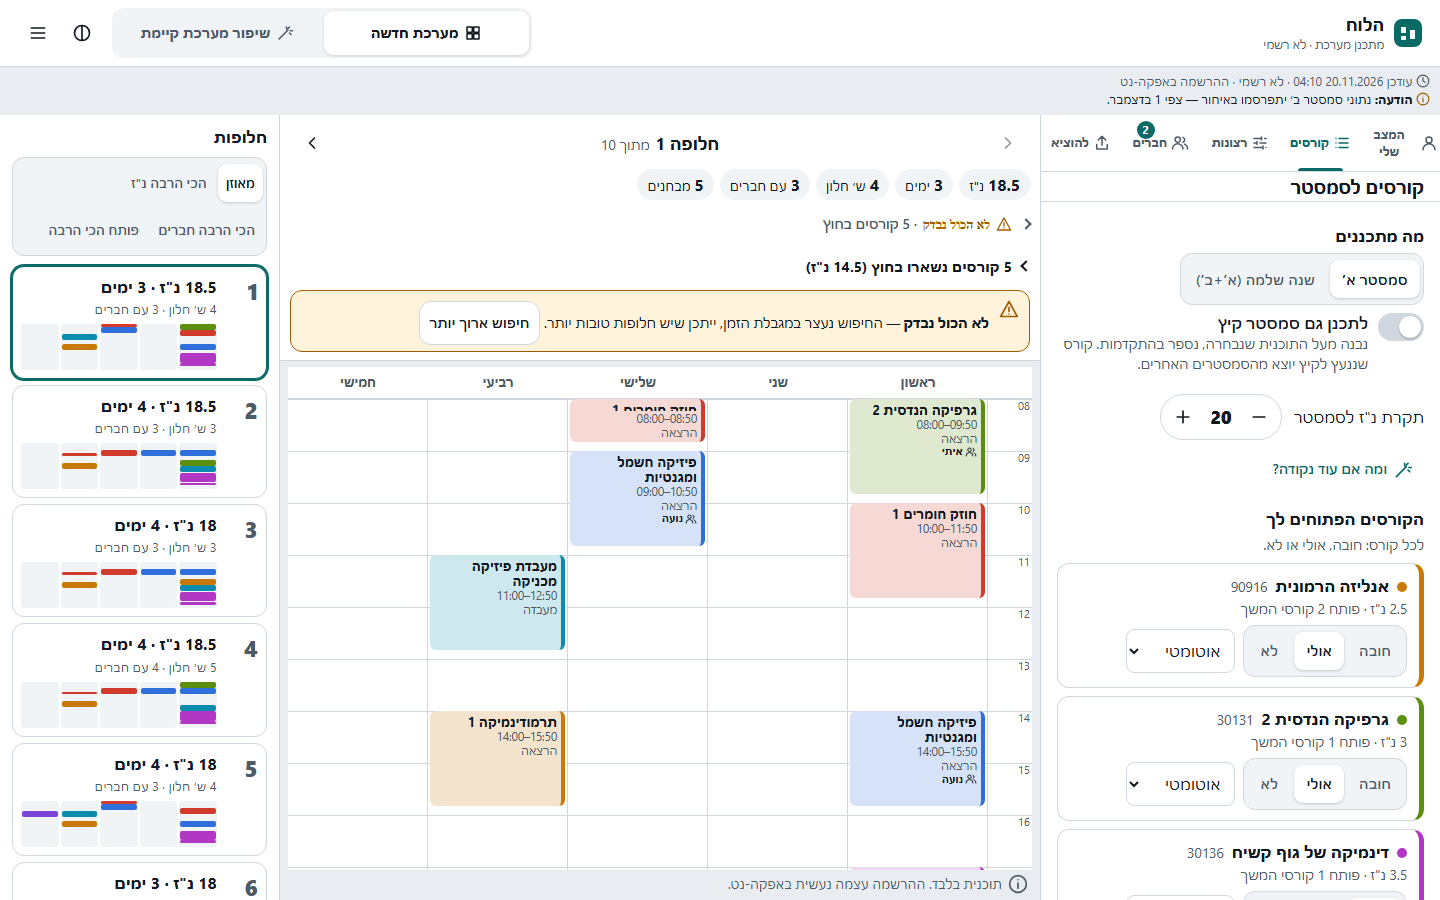 הלוח
מתכנן מערכת · לא רשמי
מערכת חדשה
שיפור מערכת קיימת
עודכן 20.11.2026 04:10 · לא רשמי · ההרשמה באפקה-נט
הודעה: נתוני סמסטר ב׳ יתפרסמו באיחור — צפי 1 בדצמבר.
המצב שלי
קורסים
רצונות
חברים
2
להוציא
קורסים לסמסטר
מה מתכננים
סמסטר א׳
שנה שלמה (א׳+ב׳)
לתכנן גם סמסטר קיץ
נבנה מעל התוכנית שנבחרה, נספר בהתקדמות. קורס
שננעץ לקיץ יוצא מהסמסטרים האחרים.
תקרת נ"ז לסמסטר
− 20 +
ומה אם עוד נקודה?
הקורסים הפתוחים לך
לכל קורס: חובה, אולי או לא.
אנליזה הרמונית 90916
2.5 נ"ז · פותח 2 קורסי המשך
חובה
אולי
לא
אוטומטי
גרפיקה הנדסית 2 30131
3 נ"ז · פותח 1 קורסי המשך
חובה
אולי
לא
אוטומטי
דינמיקה של גוף קשיח 30136
3.5 נ"ז · פותח 1 קורסי המשך
חלופה 1 מתוך 10
18.5 נ"ז
3 ימים
4 ש׳ חלון
3 עם חברים
5 מבחנים
לא הכול נבדק · 5 קורסים בחוץ
5 קורסים נשארו בחוץ (14.5 נ"ז)
לא הכול נבדק — החיפוש נעצר במגבלת הזמן, ייתכן שיש חלופות טובות יותר.
חיפוש ארוך יותר
ראשון
שני
שלישי
רביעי
חמישי
08
09
10
11
12
13
14
15
16
גרפיקה הנדסית 2
08:00–09:50
הרצאה
איתי
חוזק חומרים 1
10:00–11:50
הרצאה
פיזיקה חשמל
ומגנטיות
14:00–15:50
הרצאה
נועה
חוזק חומרים 1
08:00–08:50
הרצאה
פיזיקה חשמל
ומגנטיות
09:00–10:50
הרצאה
נועה
מעבדת פיזיקה
מכניקה
11:00–12:50
מעבדה
תרמודינמיקה 1
14:00–15:50
הרצאה
תוכנית בלבד. ההרשמה עצמה נעשית באפקה-נט.
חלופות
מאוזן
הכי הרבה נ"ז
הכי הרבה חברים
פותח הכי הרבה
1
18.5 נ"ז · 3 ימים
4 ש׳ חלון · 3 עם חברים
2
18.5 נ"ז · 4 ימים
3 ש׳ חלון · 3 עם חברים
3
18 נ"ז · 4 ימים
3 ש׳ חלון · 3 עם חברים
4
18.5 נ"ז · 4 ימים
5 ש׳ חלון · 4 עם חברים
5
18 נ"ז · 4 ימים
4 ש׳ חלון · 3 עם חברים
6
18 נ"ז · 3 ימים